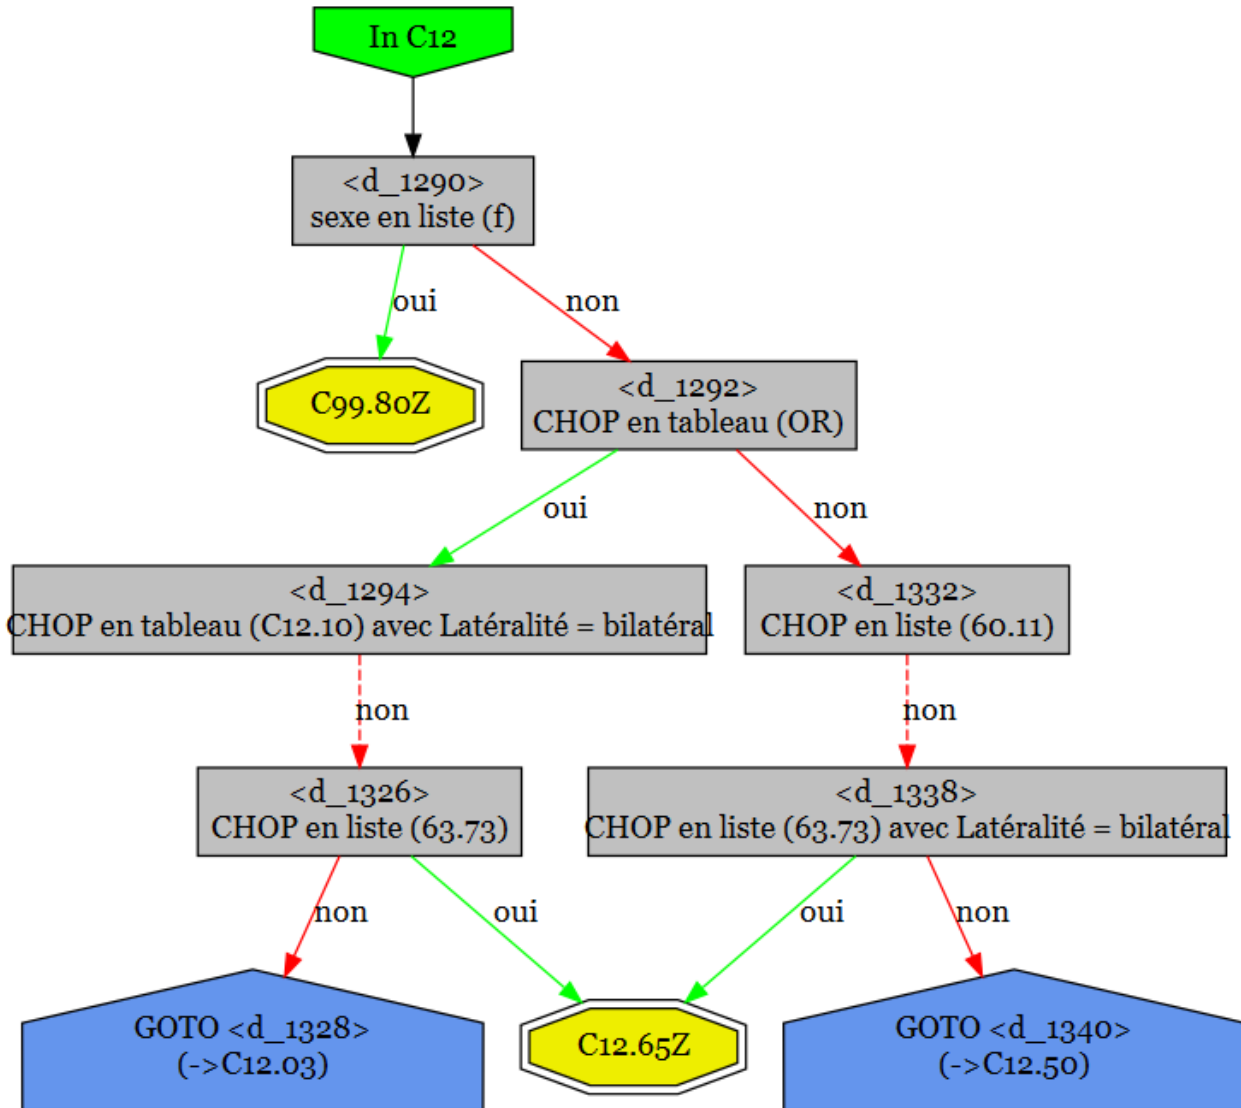 In C12
<d_1290>
sexe en liste (f)
oui
non
C99.80Z
<d_1292>
CHOP en tableau (OR)
oui
non
<d_1294>
CHOP en tableau (C12.10) avec Latéralité = bilatéral
<d_1332>
CHOP en liste (60.11)
non
non
<d_1326>
CHOP en liste (63.73)
<d_1338>
CHOP en liste (63.73) avec Latéralité = bilatéral
non
oui
oui
non
GOTO <d_1328>
(->C12.03)
C12.65Z
GOTO <d_1340>
(->C12.50)